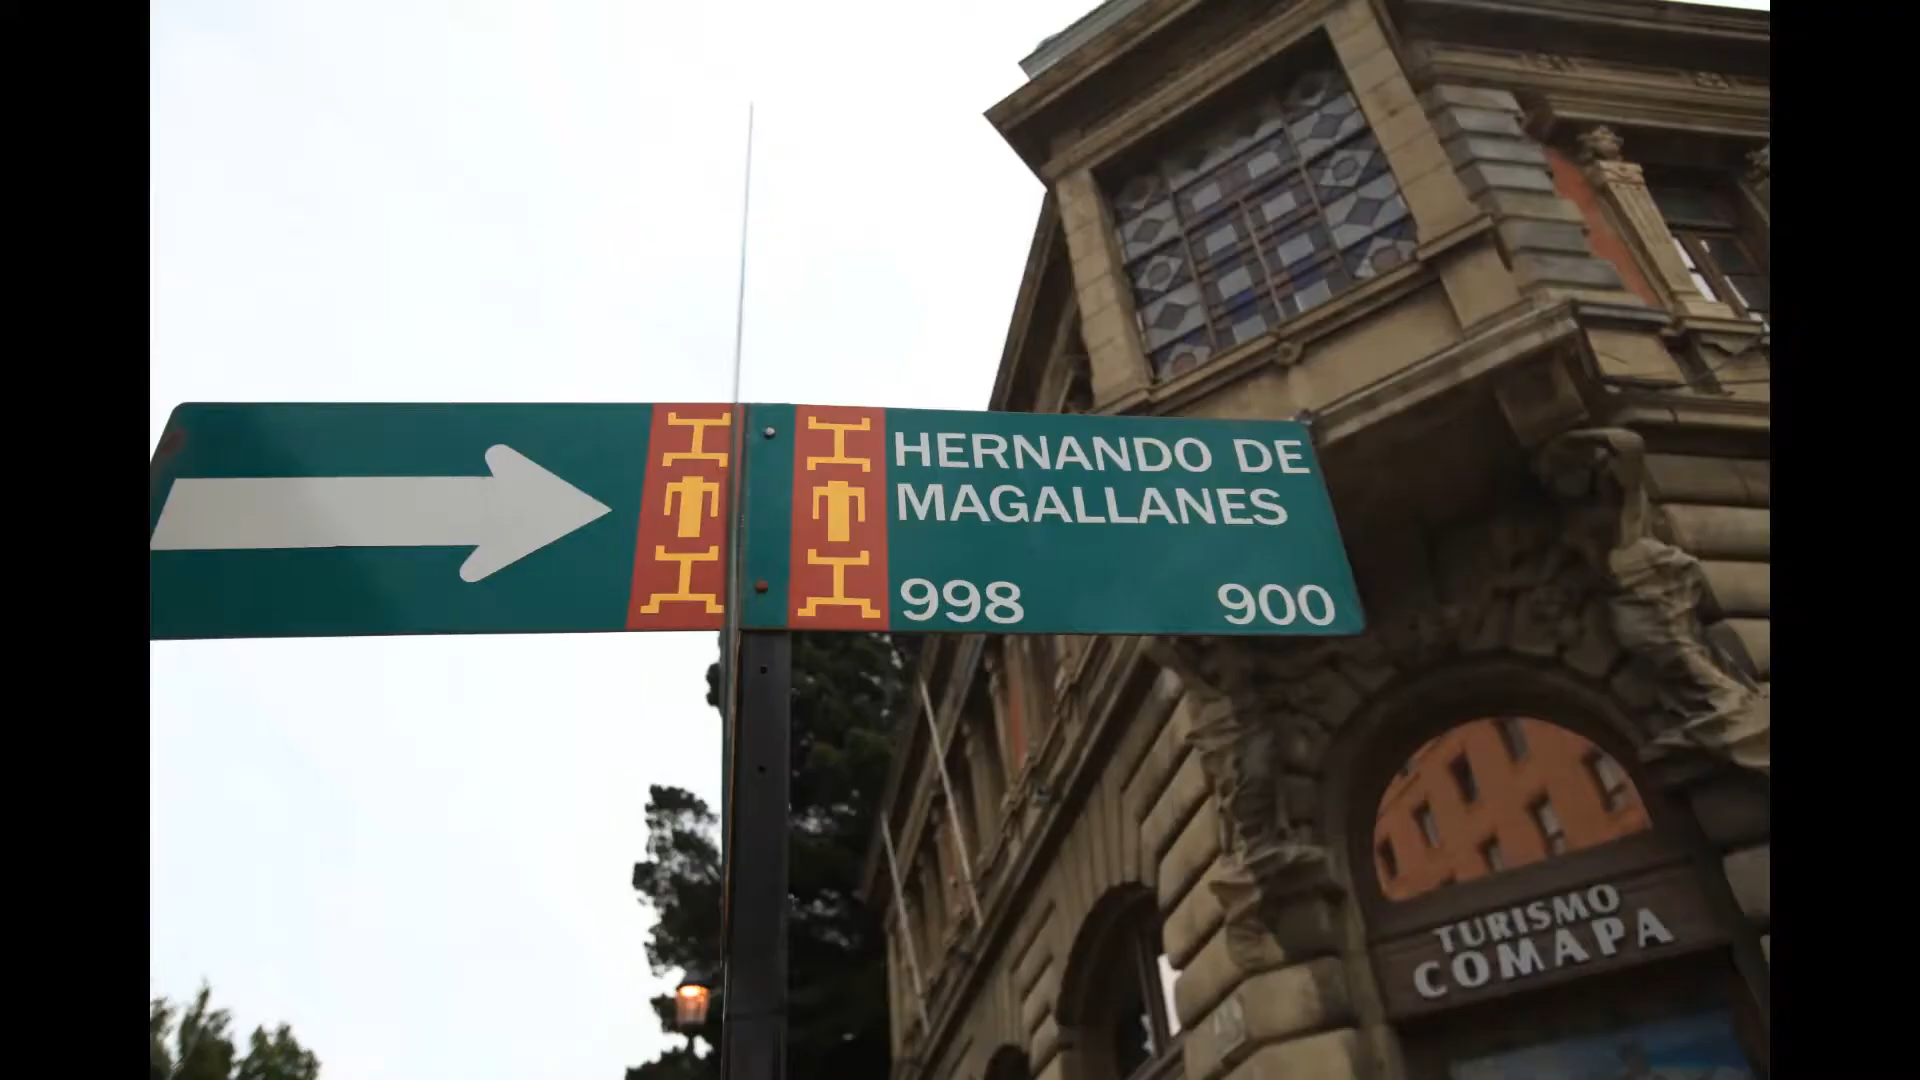 HERNANDO DE
MAGALLANES
998 900
TURISMO
COMAPA